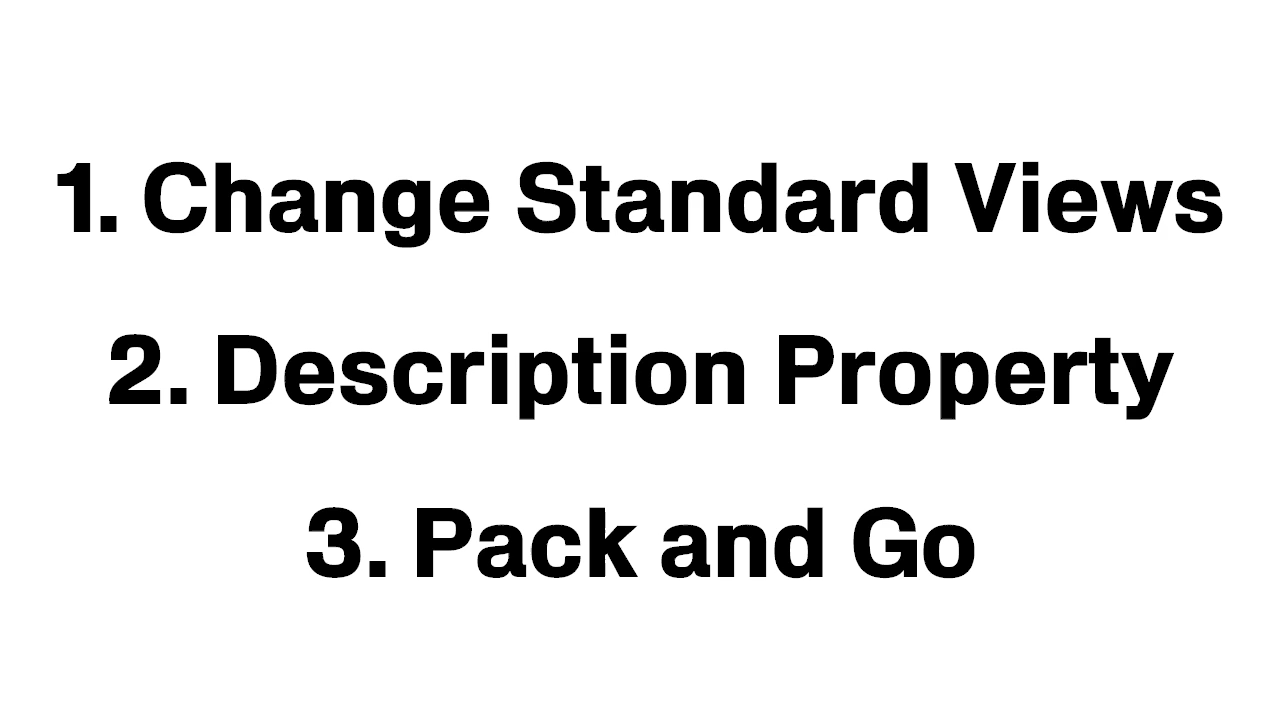 1. Change Standard Views
2. Description Property
3. Pack and Go